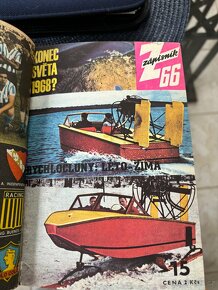 KONEC
SVĚTA
1968?
Z
zápisník
66
RYCHLOČLUNY: LÉTO - ZIMA
15
CENA 2 Kčs
RACING